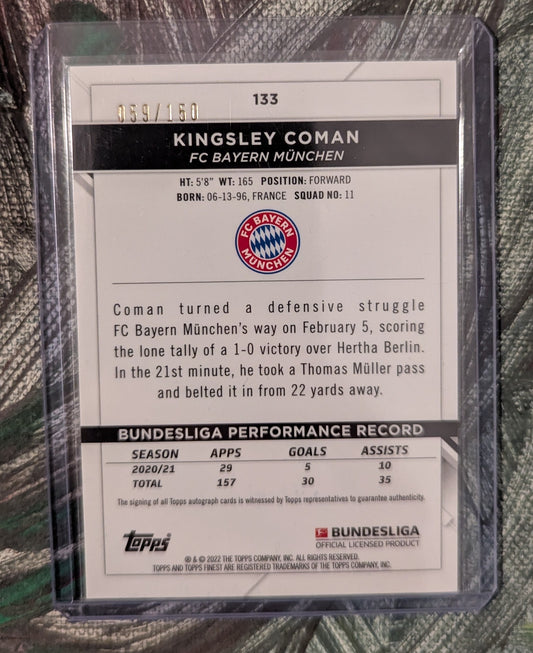 133
059/150
KINGSLEY COMAN
FC BAYERN MÜNCHEN
HT: 5'8" WT: 165 POSITION: FORWARD
BORN: 06-13-96, FRANCE SQUAD NO: 11
FC BAYERN
MÜNCHEN
Coman turned a defensive struggle
FC Bayern München's way on February 5, scoring
the lone tally of a 1-0 victory over Hertha Berlin.
In the 21st minute, he took a Thomas Müller pass
and belted it in from 22 yards away.
BUNDESLIGA PERFORMANCE RECORD
SEASON APPS GOALS ASSISTS
2020/21 29 5 10
TOTAL 157 30 35
The signing of all Topps autograph cards is witnessed by Topps representatives to guarantee authenticity.
topps
BUNDESLIGA
OFFICIAL LICENSED PRODUCT
® & © 2022 THE TOPPS COMPANY, INC. ALL RIGHTS RESERVED.
TOPPS AND TOPPS FINEST ARE REGISTERED TRADEMARKS OF THE TOPPS COMPANY, INC.